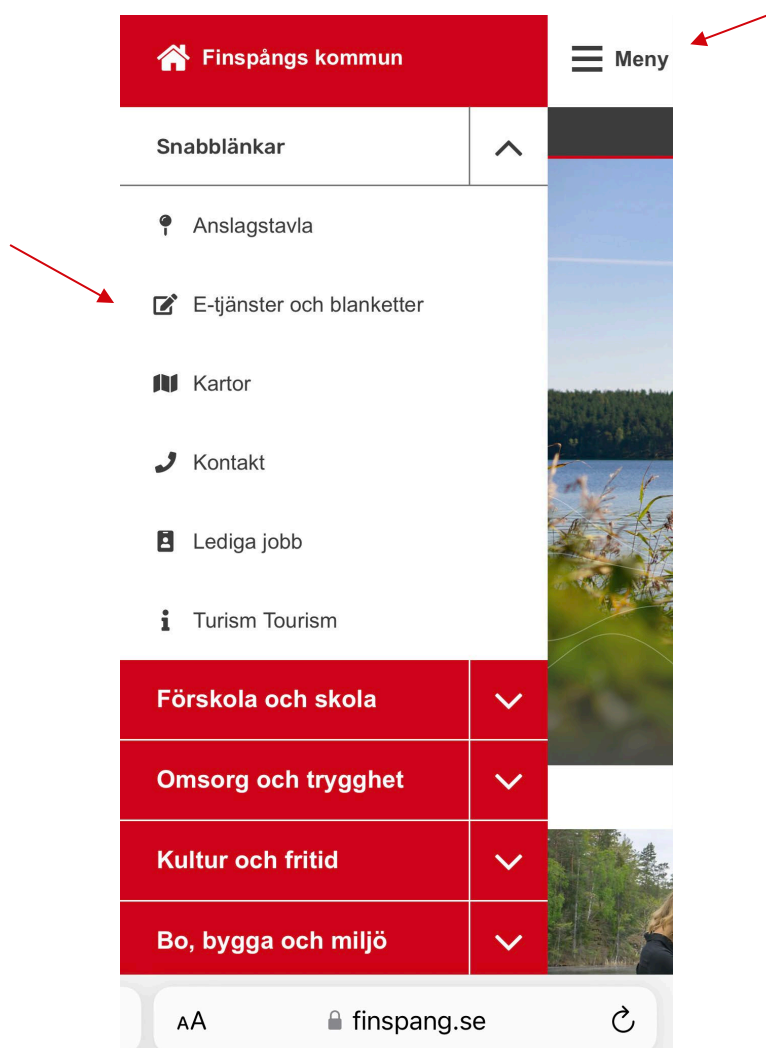 Finspångs kommun
Meny
Snabblänkar
Anslagstavla
E-tjänster och blanketter
Kartor
Kontakt
Lediga jobb
Turism Tourism
Förskola och skola
Omsorg och trygghet
Kultur och fritid
Bo, bygga och miljö
AA
finspang.se